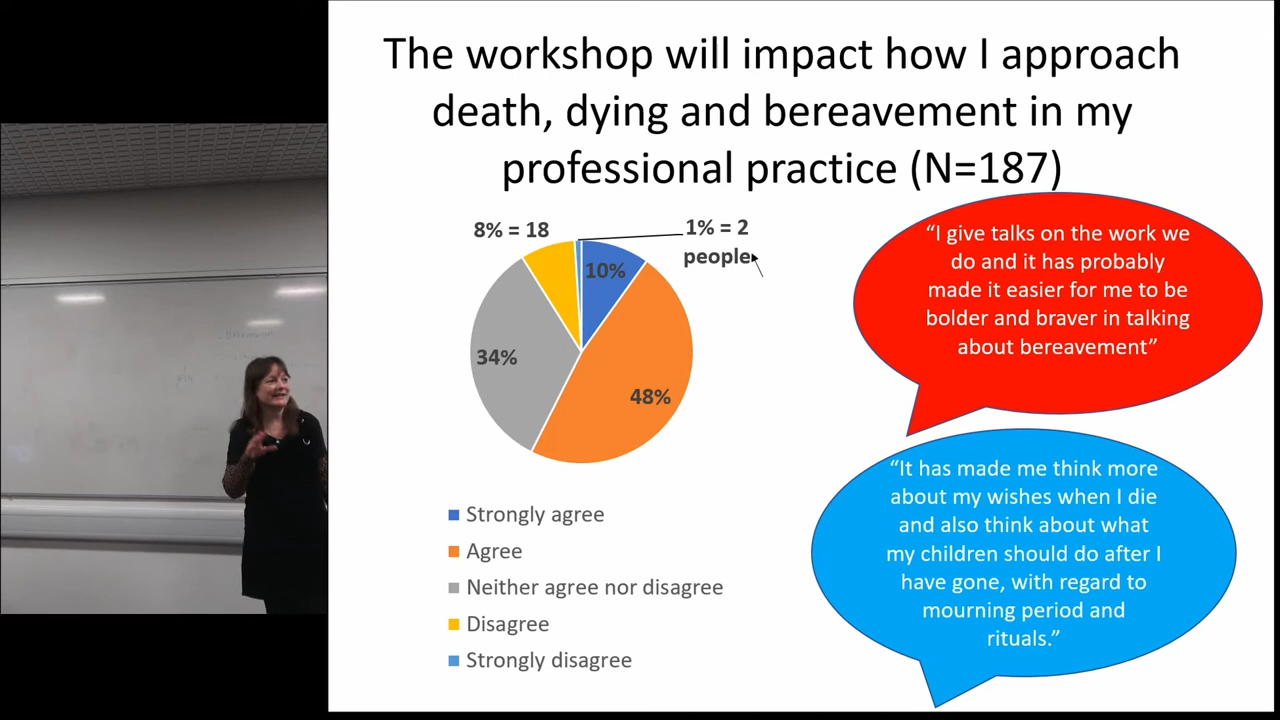 The workshop will impact how I approach
death, dying and bereavement in my
professional practice (N=187)
8% = 18
1% = 2
people
10%
34%
48%
Strongly agree
Agree
Neither agree nor disagree
Disagree
Strongly disagree
“I give talks on the work we
do and it has probably
made it easier for me to be
bolder and braver in talking
about bereavement”
“It has made me think more
about my wishes when I die
and also think about what
my children should do after I
have gone, with regard to
mourning period and
rituals.”